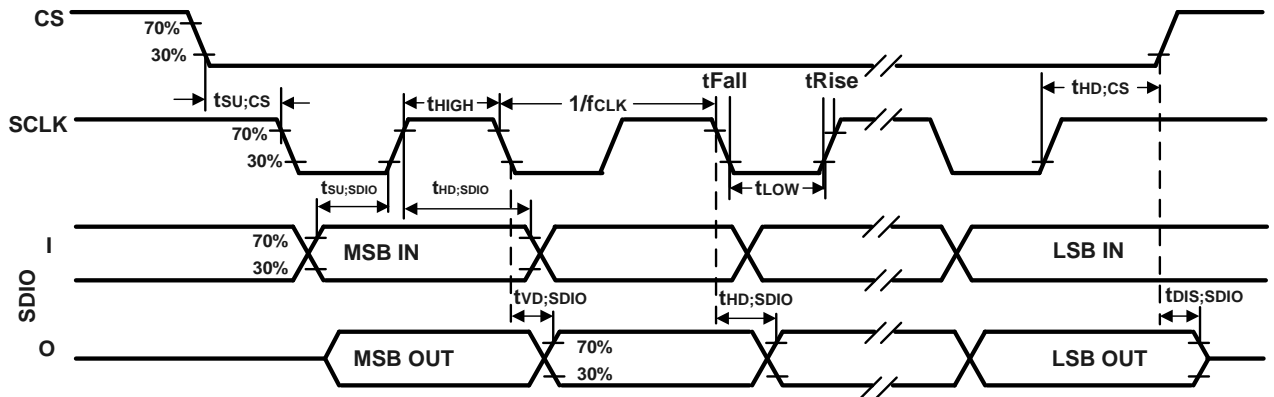 CS
70%
30%
tFall
tRise
tSU;CS
tHIGH
1/fCLK
tHD;CS
SCLK
70%
30%
tSU;SDIO
tHD;SDIO
tLOW
SDIO
I
70%
30%
MSB IN
LSB IN
tVD;SDIO
tHD;SDIO
tDIS;SDIO
O
MSB OUT
70%
30%
LSB OUT